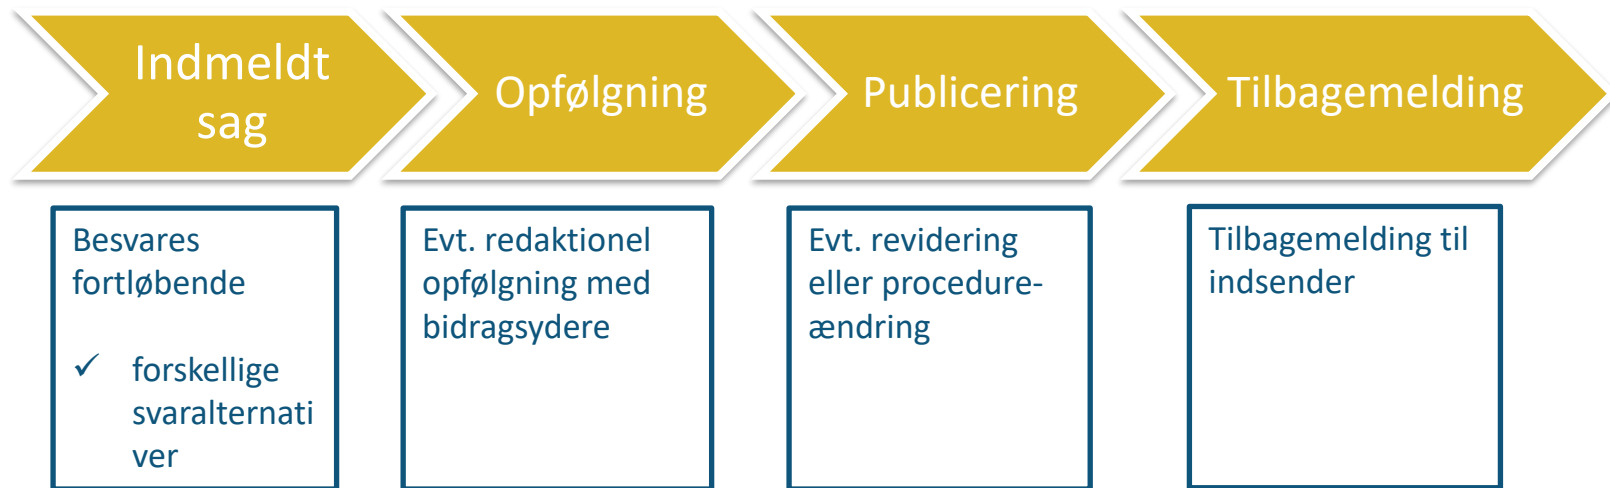 Indmeldt
sag
Opfølgning
Publicering
Tilbagemelding
Besvares
fortløbende
✓ forskellige
svaralternati
ver
Evt. redaktionel
opfølgning med
bidragsydere
Evt. revidering
eller procedure-
ændring
Tilbagemelding til
indsender